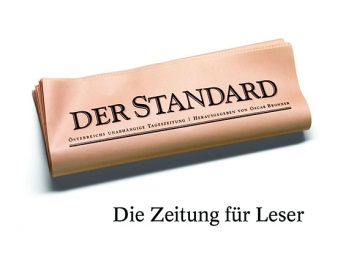 DER STANDARD
ÖSTERREICHS UNABHÄNGIGE TAGESZEITUNG | HERAUSGEGEBEN VON OSCAR BRONNER
Die Zeitung für Leser